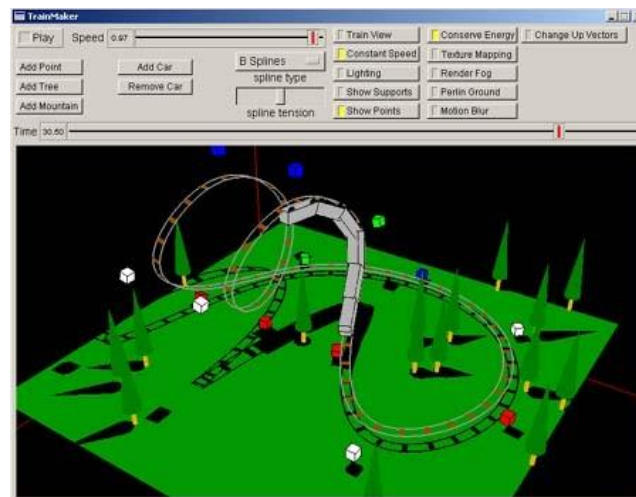 TrainMaker
Play Speed 0.97
Train View Conserve Energy Change Up Vectors
Constant Speed Texture Mapping
Add Point Add Car B Splines Lighting Render Fog
Add Tree Remove Car spline type Show Supports Perlin Ground
Add Mountain spline tension Show Points Motion Blur
Time 30.50